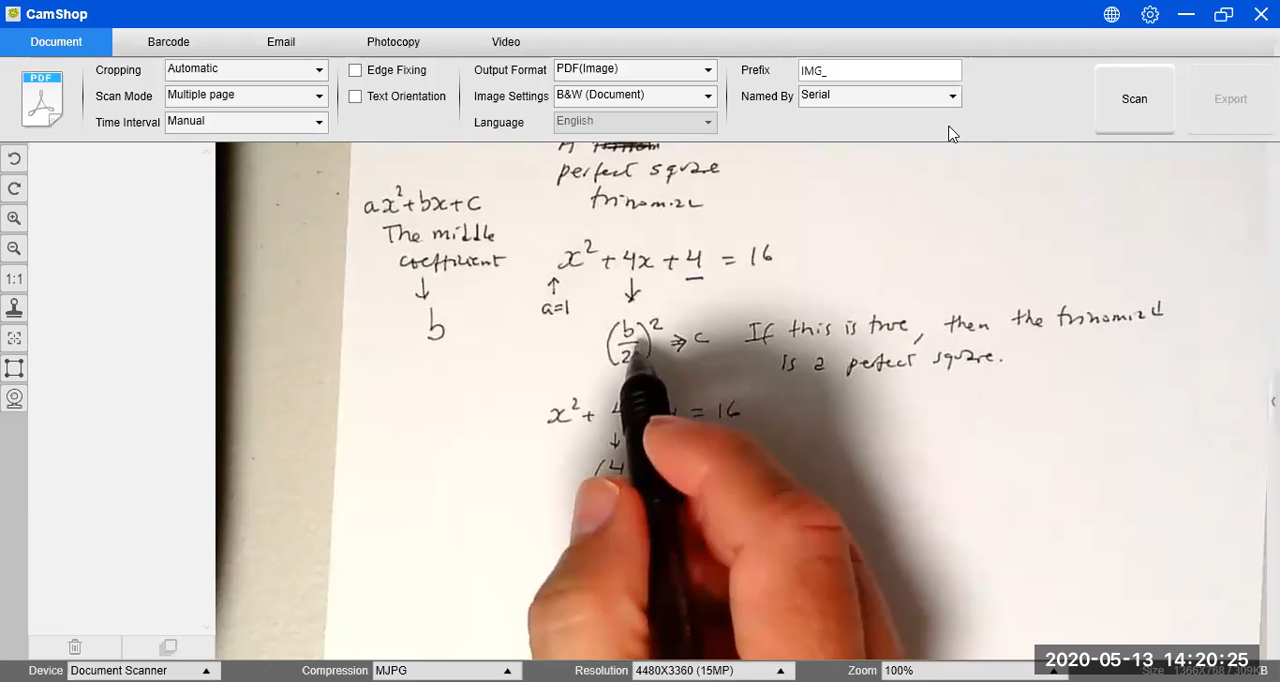 CamShop
Document Barcode Email Photocopy Video
PDF
Cropping Automatic
Scan Mode Multiple page
Time Interval Manual
Edge Fixing
Text Orientation
Output Format PDF(Image)
Image Settings B&W (Document)
Language English
Prefix IMG_
Named By Serial
Scan
Export
1:1
perfect square
trinomial
ax²+bx+c
The middle
coefficient
↓
b
x² + 4x + 4 = 16
↑
a=1
↓
(b/2)² ⇒ c
If this is true, then the trinomial
is a perfect square.
x² + 4 = 16
↓
(4
2020-05-13 14:20:25
Device Document Scanner
Compression MJPG
Resolution 4480X3360 (15MP)
Zoom 100%